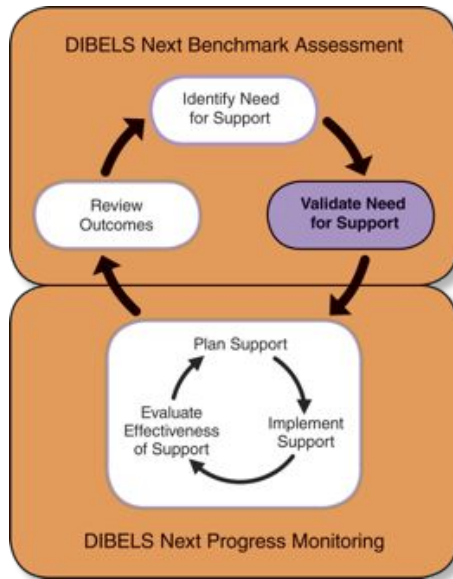 DIBELS Next Benchmark Assessment
Identify Need
for Support
Review
Outcomes
Validate Need
for Support
Plan Support
Evaluate
Effectiveness
of Support
Implement
Support
DIBELS Next Progress Monitoring